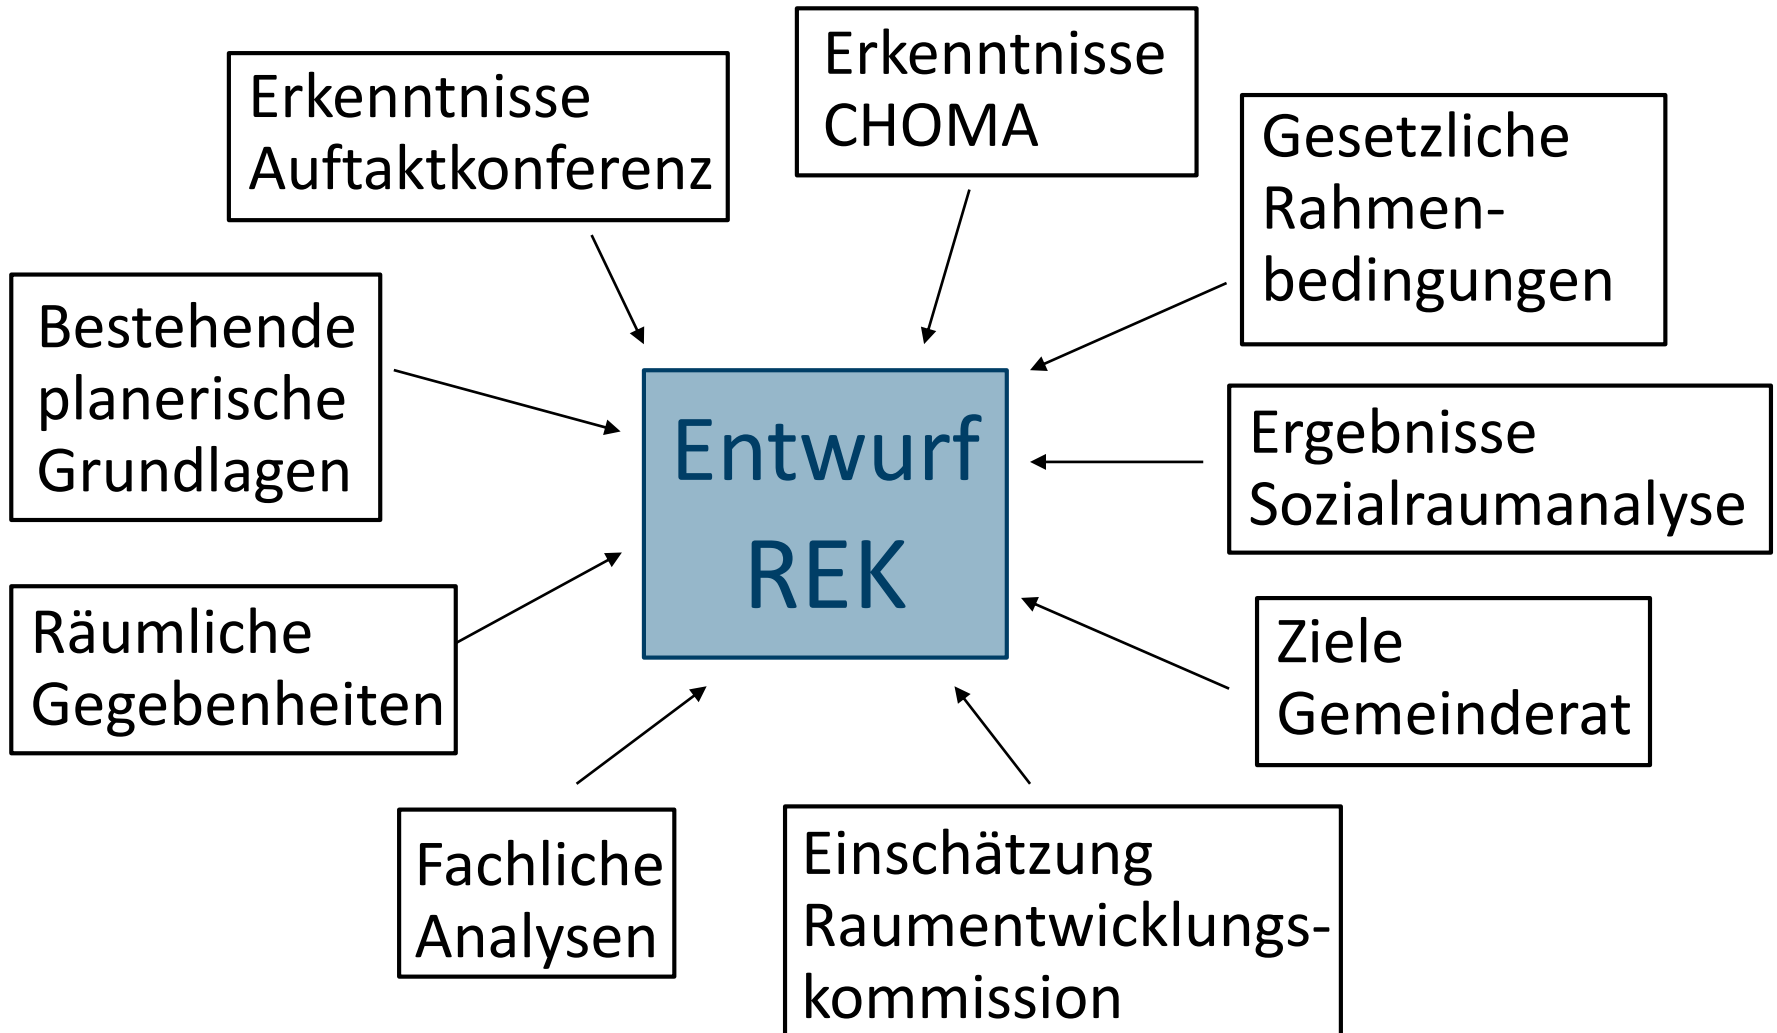 Erkenntnisse
CHOMA
Erkenntnisse
Auftaktkonferenz
Gesetzliche
Rahmen-
bedingungen
Bestehende
planerische
Grundlagen
Entwurf
REK
Ergebnisse
Sozialraumanalyse
Räumliche
Gegebenheiten
Ziele
Gemeinderat
Fachliche
Analysen
Einschätzung
Raumentwicklungs-
kommission